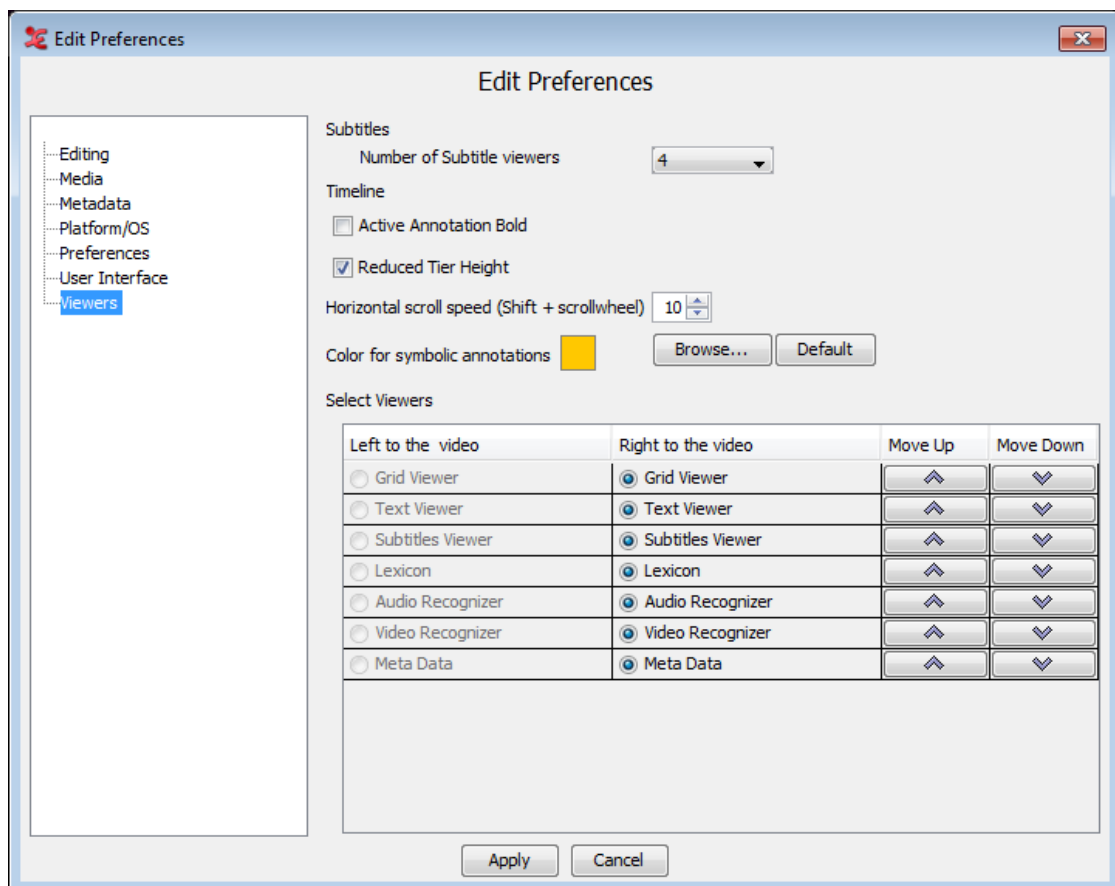 Edit Preferences
Edit Preferences
Editing
Media
Metadata
Platform/OS
Preferences
User Interface
Viewers
Subtitles
Number of Subtitle viewers 4
Timeline
Active Annotation Bold
Reduced Tier Height
Horizontal scroll speed (Shift + scrollwheel) 10
Color for symbolic annotations Browse... Default
Select Viewers
Left to the video Right to the video Move Up Move Down
Grid Viewer Grid Viewer
Text Viewer Text Viewer
Subtitles Viewer Subtitles Viewer
Lexicon Lexicon
Audio Recognizer Audio Recognizer
Video Recognizer Video Recognizer
Meta Data Meta Data
Apply Cancel